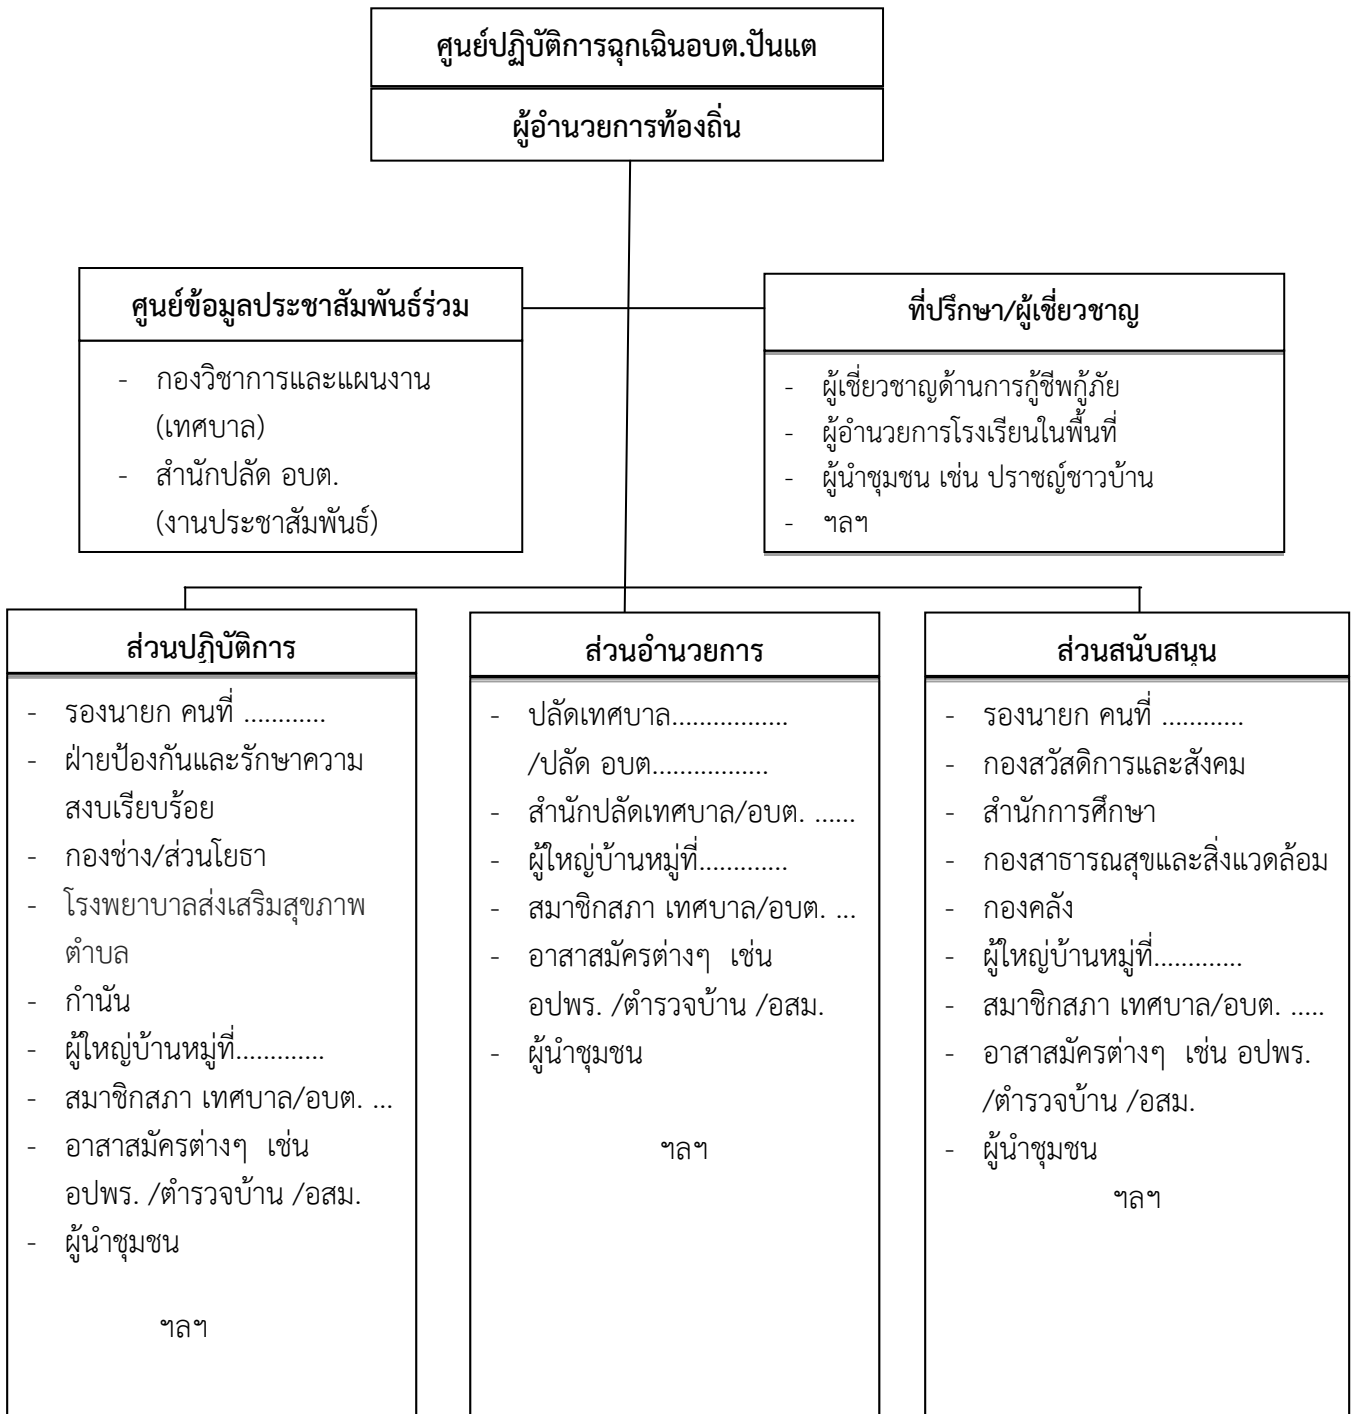 ศูนย์ปฏิบัติการฉุกเฉินอบต.ปันแต
ผู้อำนวยการท้องถิ่น
ศูนย์ข้อมูลประชาสัมพันธ์ร่วม
- กองวิชาการและแผนงาน
(เทศบาล)
- สำนักปลัด อบต.
(งานประชาสัมพันธ์)
ที่ปรึกษา/ผู้เชี่ยวชาญ
- ผู้เชี่ยวชาญด้านการกู้ชีพกู้ภัย
- ผู้อำนวยการโรงเรียนในพื้นที่
- ผู้นำชุมชน เช่น ปราชญ์ชาวบ้าน
- ฯลฯ
ส่วนปฏิบัติการ
- รองนายก คนที่ ............
- ฝ่ายป้องกันและรักษาความ
สงบเรียบร้อย
- กองช่าง/ส่วนโยธา
- โรงพยาบาลส่งเสริมสุขภาพ
ตำบล
- กำนัน
- ผู้ใหญ่บ้านหมู่ที่.............
- สมาชิกสภา เทศบาล/อบต. ...
- อาสาสมัครต่างๆ เช่น
อปพร. /ตำรวจบ้าน /อสม.
- ผู้นำชุมชน
ฯลฯ
ส่วนอำนวยการ
- ปลัดเทศบาล.................
/ปลัด อบต.................
- สำนักปลัดเทศบาล/อบต. ......
- ผู้ใหญ่บ้านหมู่ที่.............
- สมาชิกสภา เทศบาล/อบต. ...
- อาสาสมัครต่างๆ เช่น
อปพร. /ตำรวจบ้าน /อสม.
- ผู้นำชุมชน
ฯลฯ
ส่วนสนับสนุน
- รองนายก คนที่ ............
- กองสวัสดิการและสังคม
- สำนักการศึกษา
- กองสาธารณสุขและสิ่งแวดล้อม
- กองคลัง
- ผู้ใหญ่บ้านหมู่ที่.............
- สมาชิกสภา เทศบาล/อบต. .....
- อาสาสมัครต่างๆ เช่น อปพร.
/ตำรวจบ้าน /อสม.
- ผู้นำชุมชน
ฯลฯ